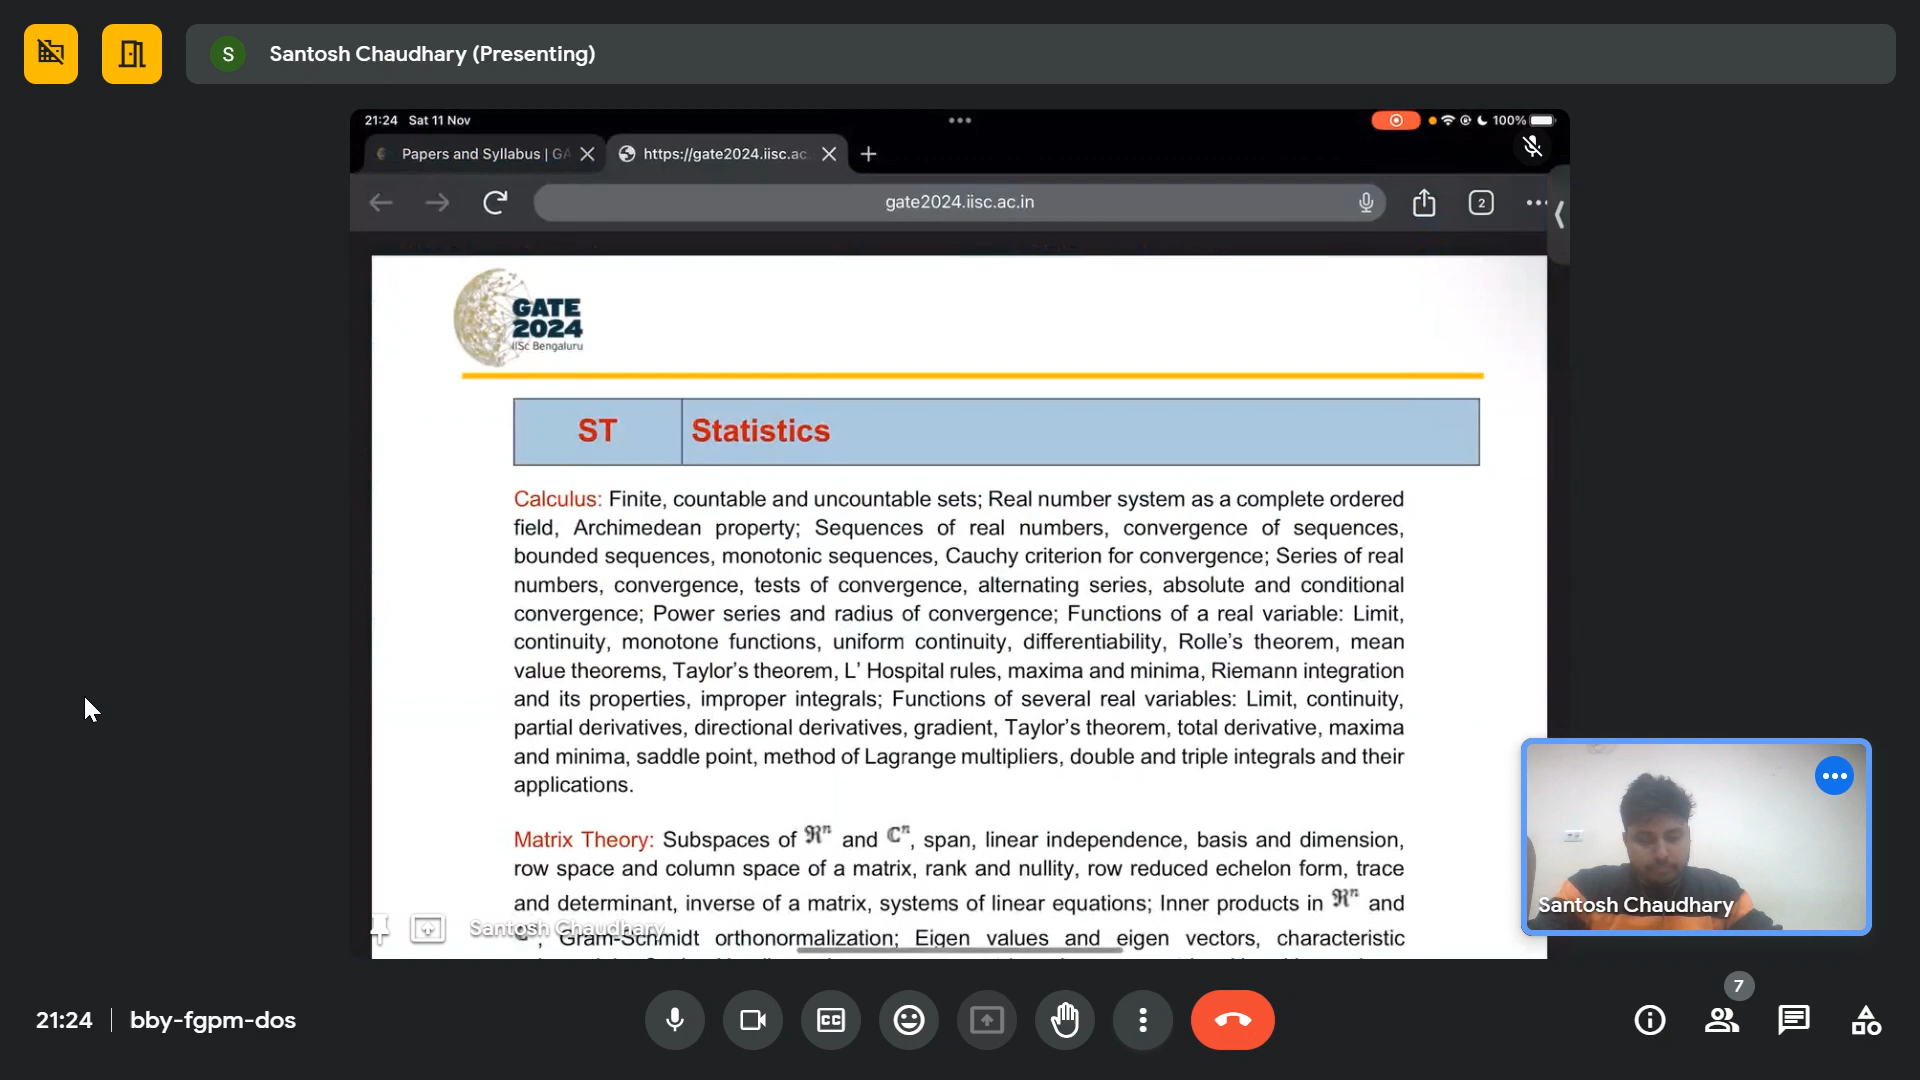 S Santosh Chaudhary (Presenting)
21:24 Sat 11 Nov
100%
Papers and Syllabus | GA
https://gate2024.iisc.ac.
gate2024.iisc.ac.in
2
GATE
2024
IISc Bengaluru
ST Statistics
Calculus: Finite, countable and uncountable sets; Real number system as a complete ordered
field, Archimedean property; Sequences of real numbers, convergence of sequences,
bounded sequences, monotonic sequences, Cauchy criterion for convergence; Series of real
numbers, convergence, tests of convergence, alternating series, absolute and conditional
convergence; Power series and radius of convergence; Functions of a real variable: Limit,
continuity, monotone functions, uniform continuity, differentiability, Rolle's theorem, mean
value theorems, Taylor's theorem, L' Hospital rules, maxima and minima, Riemann integration
and its properties, improper integrals; Functions of several real variables: Limit, continuity,
partial derivatives, directional derivatives, gradient, Taylor's theorem, total derivative, maxima
and minima, saddle point, method of Lagrange multipliers, double and triple integrals and their
applications.
Matrix Theory: Subspaces of ℜⁿ and ℂⁿ, span, linear independence, basis and dimension,
row space and column space of a matrix, rank and nullity, row reduced echelon form, trace
and determinant, inverse of a matrix, systems of linear equations; Inner products in ℜⁿ and
Gram-Schmidt orthonormalization; Eigen values and eigen vectors, characteristic
Santosh Chaudhary
Santosh Chaudhary
21:24 bby-fgpm-dos
CC
7